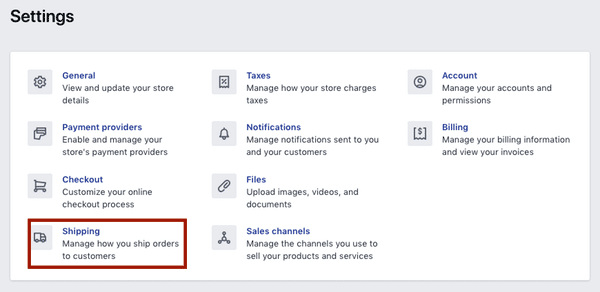 Settings
General
View and update your store
details
Payment providers
Enable and manage your
store's payment providers
Checkout
Customize your online
checkout process
Shipping
Manage how you ship orders
to customers
Taxes
Manage how your store charges
taxes
Notifications
Manage notifications sent to you
and your customers
Files
Upload images, videos, and
documents
Sales channels
Manage the channels you use to
sell your products and services
Account
Manage your accounts and
permissions
Billing
Manage your billing information
and view your invoices